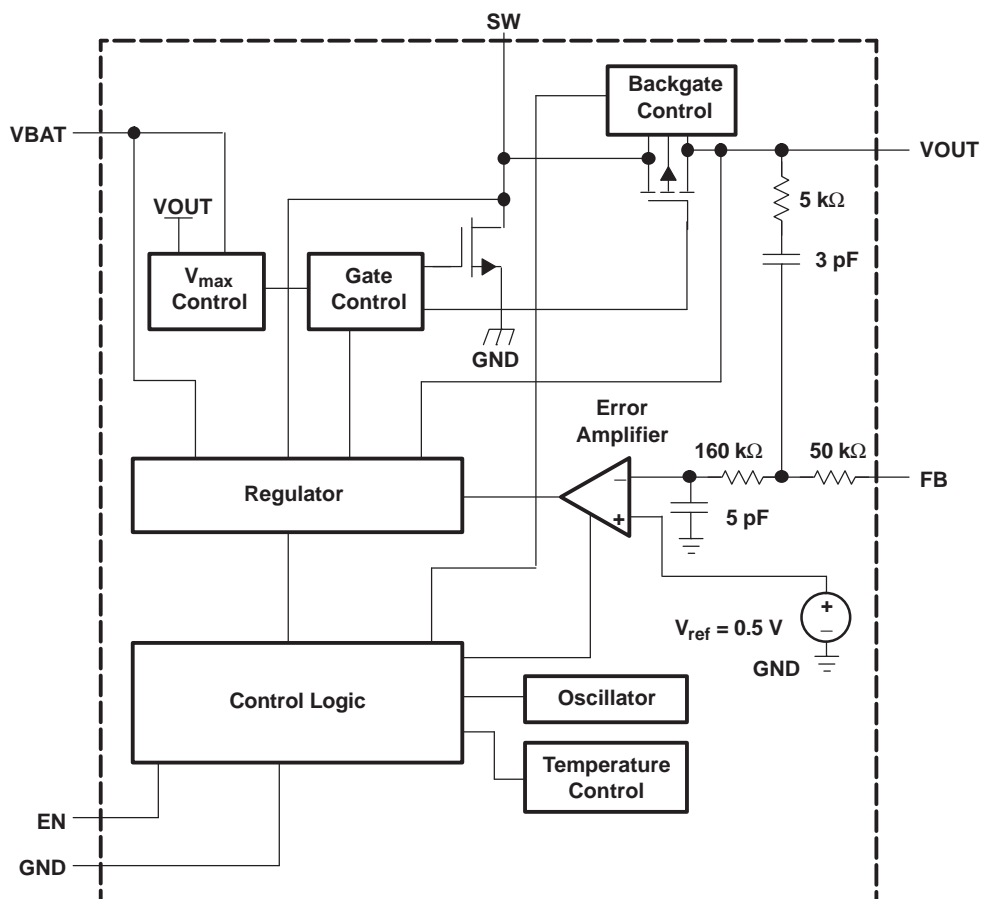 SW
Backgate
Control
VBAT
VOUT
VOUT
5 kΩ
Vmax
Control
Gate
Control
3 pF
GND
Error
Amplifier
160 kΩ
50 kΩ
Regulator
−
+
5 pF
FB
+
−
Vref = 0.5 V
GND
Control Logic
Oscillator
Temperature
Control
EN
GND